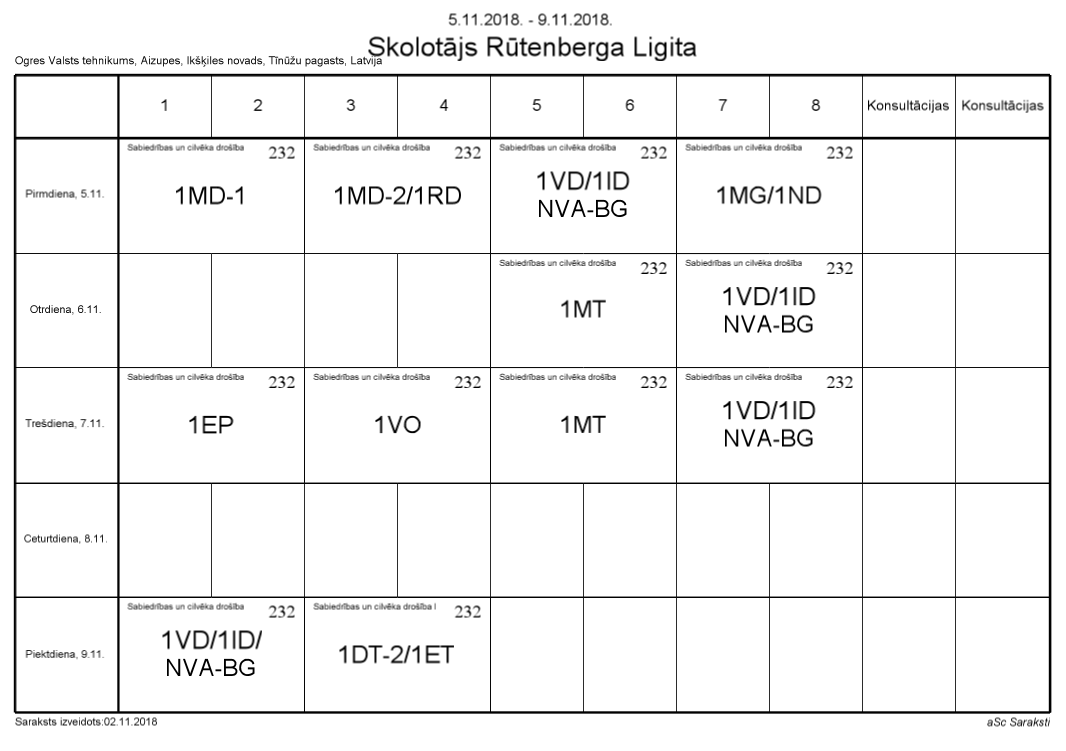 5.11.2018. - 9.11.2018.
Skolotājs Rūtenberga Ligita
Ogres Valsts tehnikums, Aizupes, Ikšķiles novads, Tīnūžu pagasts, Latvija
1 2 3 4 5 6 7 8 Konsultācijas Konsultācijas
Pirmdiena, 5.11.
Sabiedrības un cilvēka drošība 232
1MD-1
Sabiedrības un cilvēka drošība 232
1MD-2/1RD
Sabiedrības un cilvēka drošība 232
1VD/1ID
NVA-BG
Sabiedrības un cilvēka drošība 232
1MG/1ND
Otrdiena, 6.11.
Sabiedrības un cilvēka drošība 232
1MT
Sabiedrības un cilvēka drošība 232
1VD/1ID
NVA-BG
Trešdiena, 7.11.
Sabiedrības un cilvēka drošība 232
1EP
Sabiedrības un cilvēka drošība 232
1VO
Sabiedrības un cilvēka drošība 232
1MT
Sabiedrības un cilvēka drošība 232
1VD/1ID
NVA-BG
Ceturtdiena, 8.11.
Piektdiena, 9.11.
Sabiedrības un cilvēka drošība 232
1VD/1ID/
NVA-BG
Sabiedrības un cilvēka drošība I 232
1DT-2/1ET
Saraksts izveidots:02.11.2018
aSc Saraksti